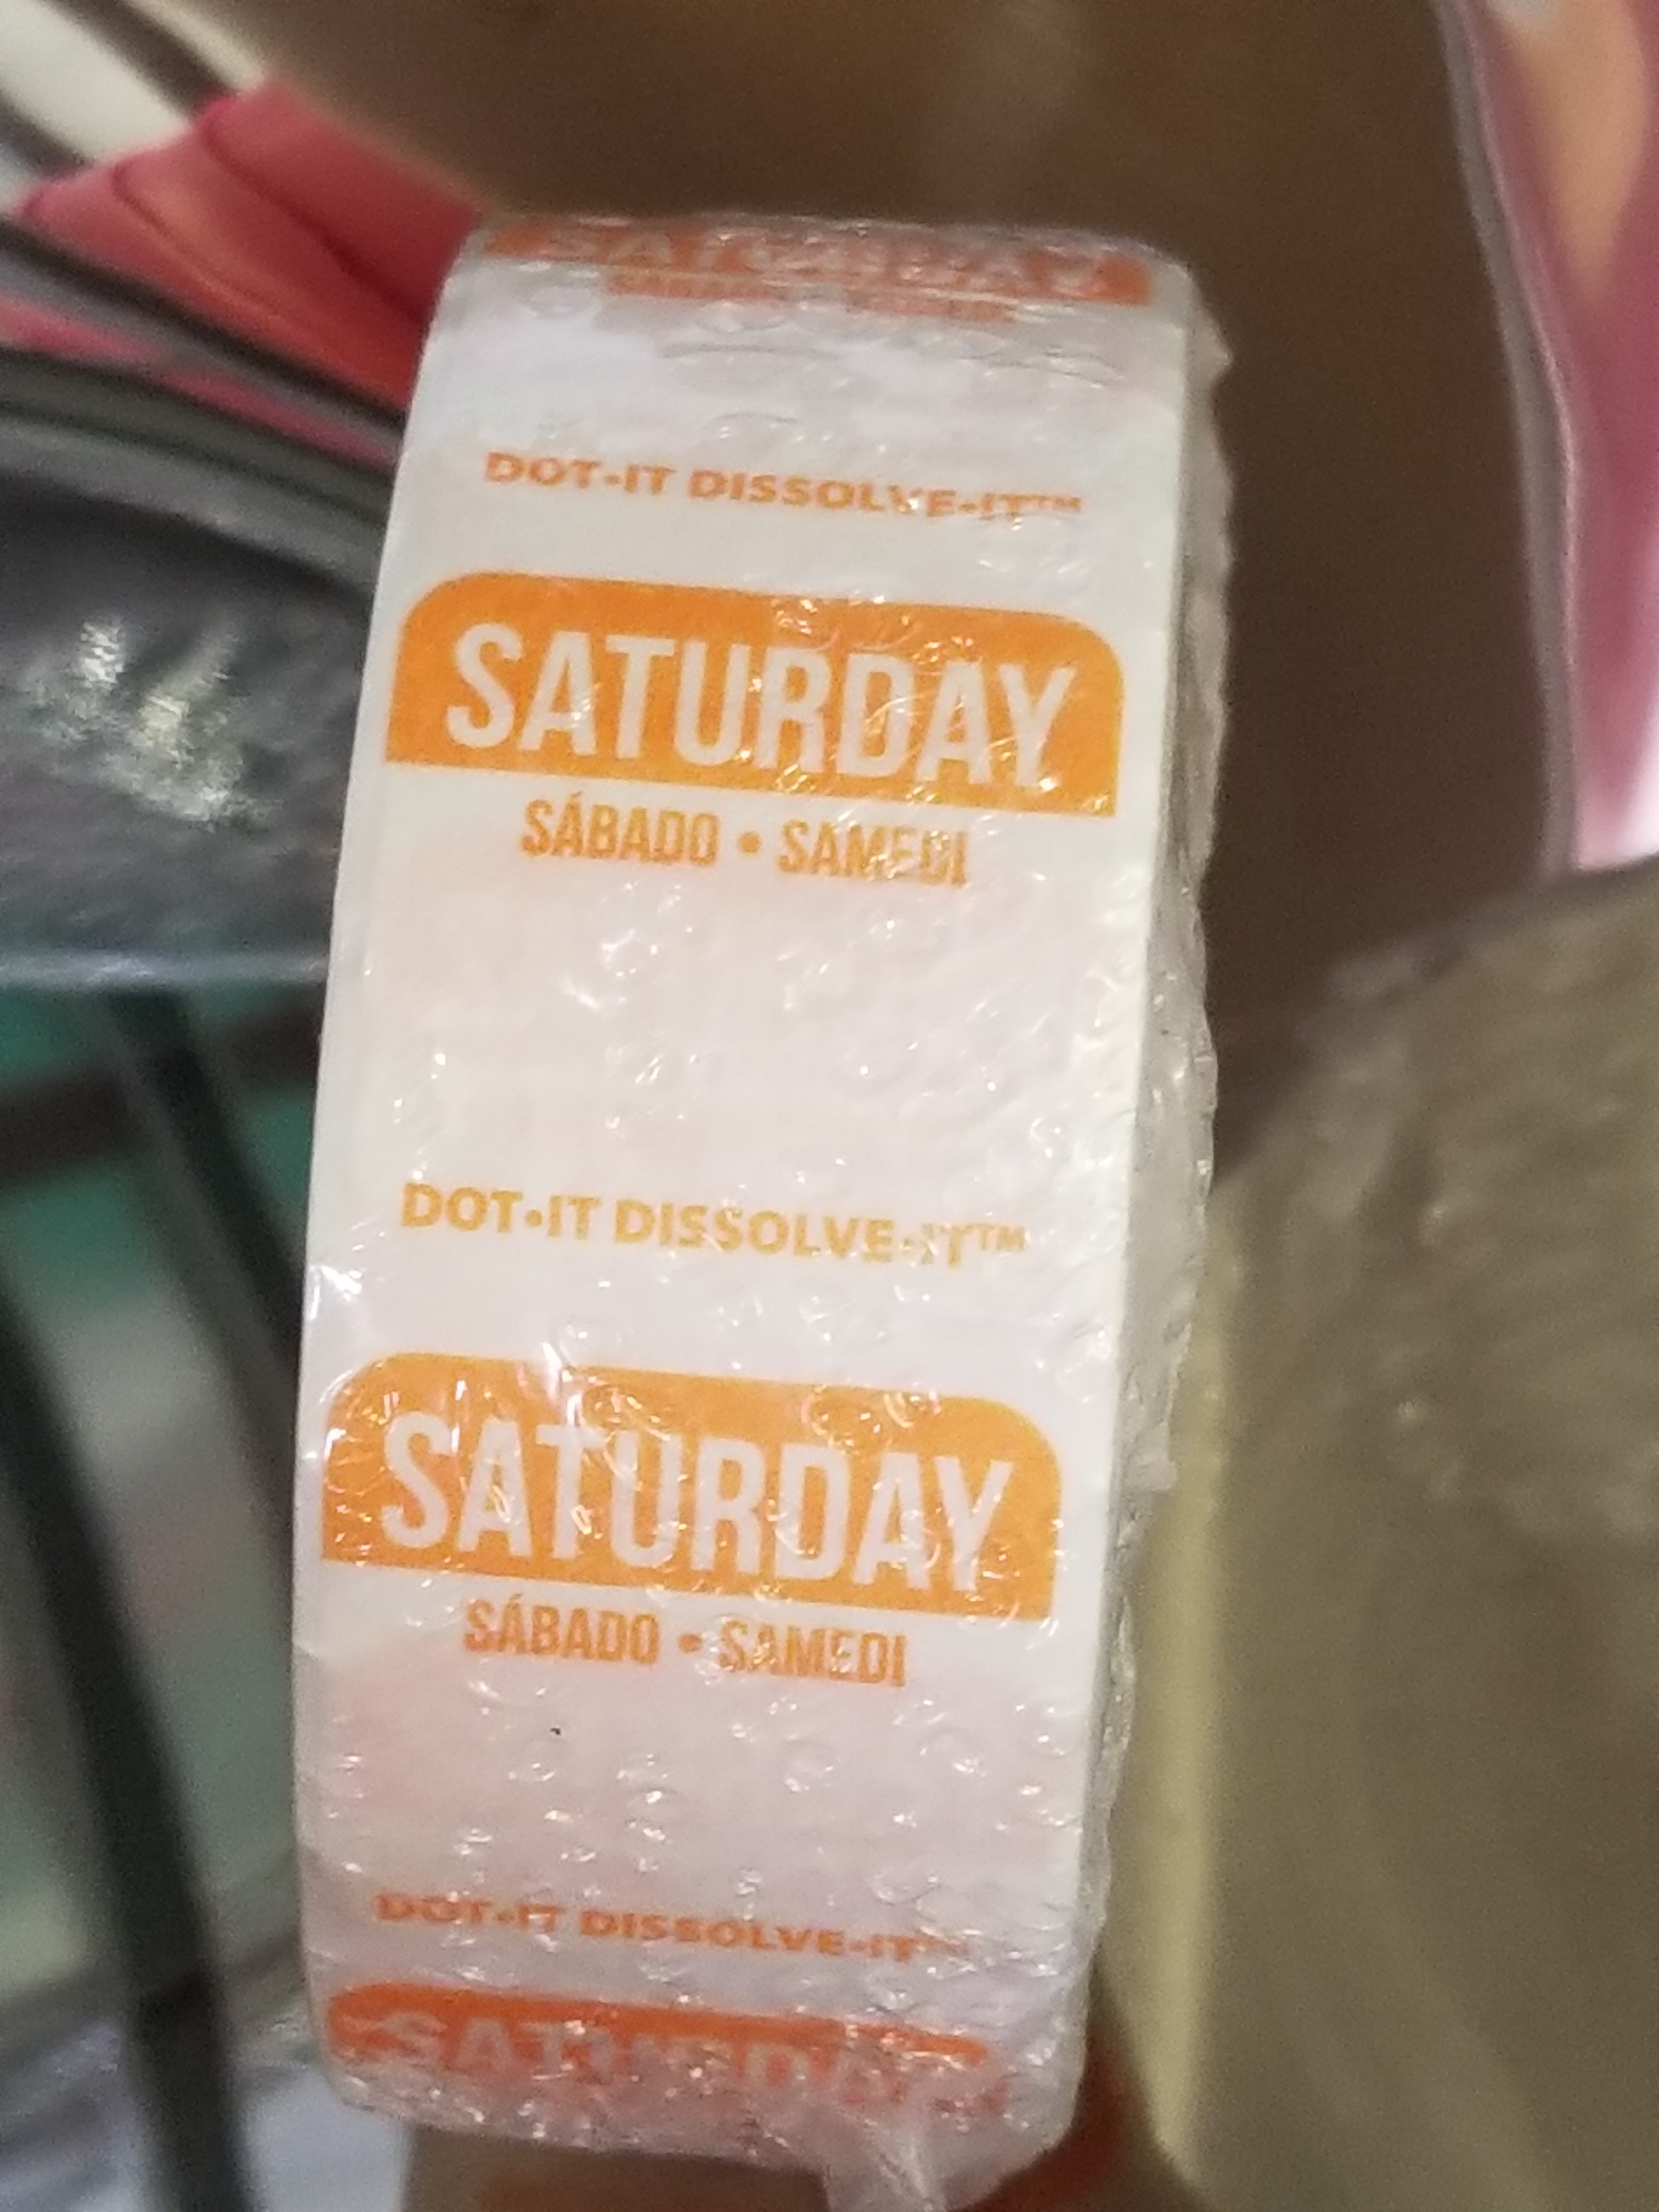 SATURDAY
DOT-IT DISSOLVE-IT™
SATURDAY
SÁBADO • SAMEDI
DOT•IT DISSOLVE-IT™
SATURDAY
SÁBADO • SAMEDI
DOT-IT DISSOLVE-IT™
SATURDAY